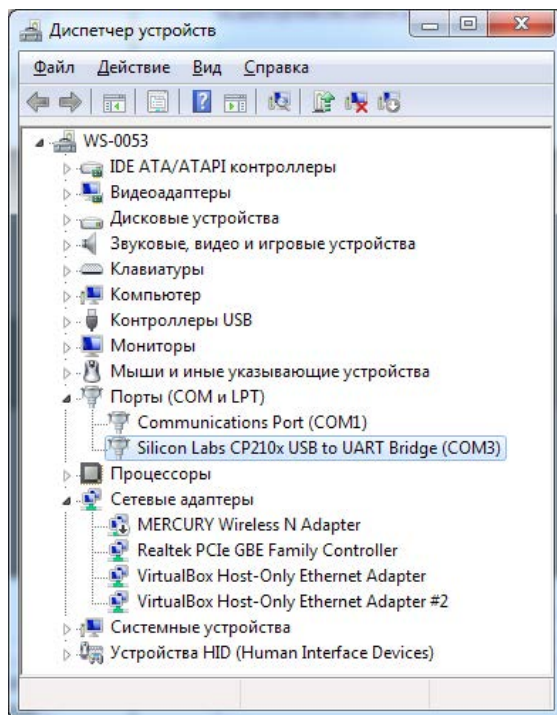 Диспетчер устройств
Файл Действие Вид Справка
WS-0053
IDE ATA/ATAPI контроллеры
Видеоадаптеры
Дисковые устройства
Звуковые, видео и игровые устройства
Клавиатуры
Компьютер
Контроллеры USB
Мониторы
Мыши и иные указывающие устройства
Порты (COM и LPT)
Communications Port (COM1)
Silicon Labs CP210x USB to UART Bridge (COM3)
Процессоры
Сетевые адаптеры
MERCURY Wireless N Adapter
Realtek PCIe GBE Family Controller
VirtualBox Host-Only Ethernet Adapter
VirtualBox Host-Only Ethernet Adapter #2
Системные устройства
Устройства HID (Human Interface Devices)